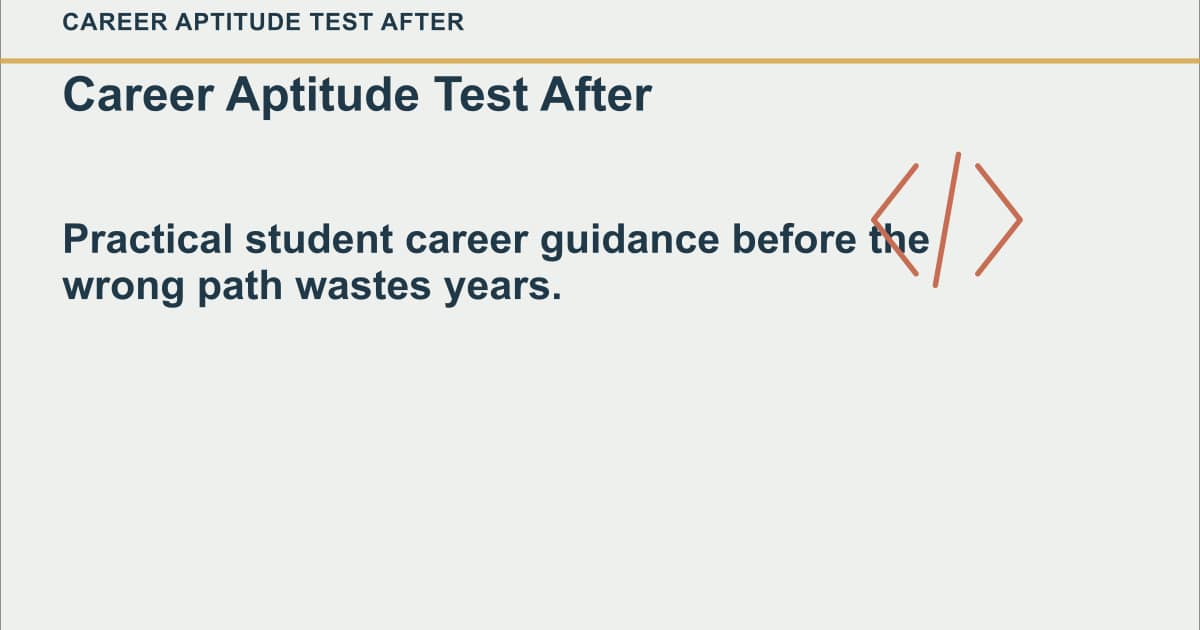 CAREER APTITUDE TEST AFTER
Career Aptitude Test After
Practical student career guidance before the
wrong path wastes years.